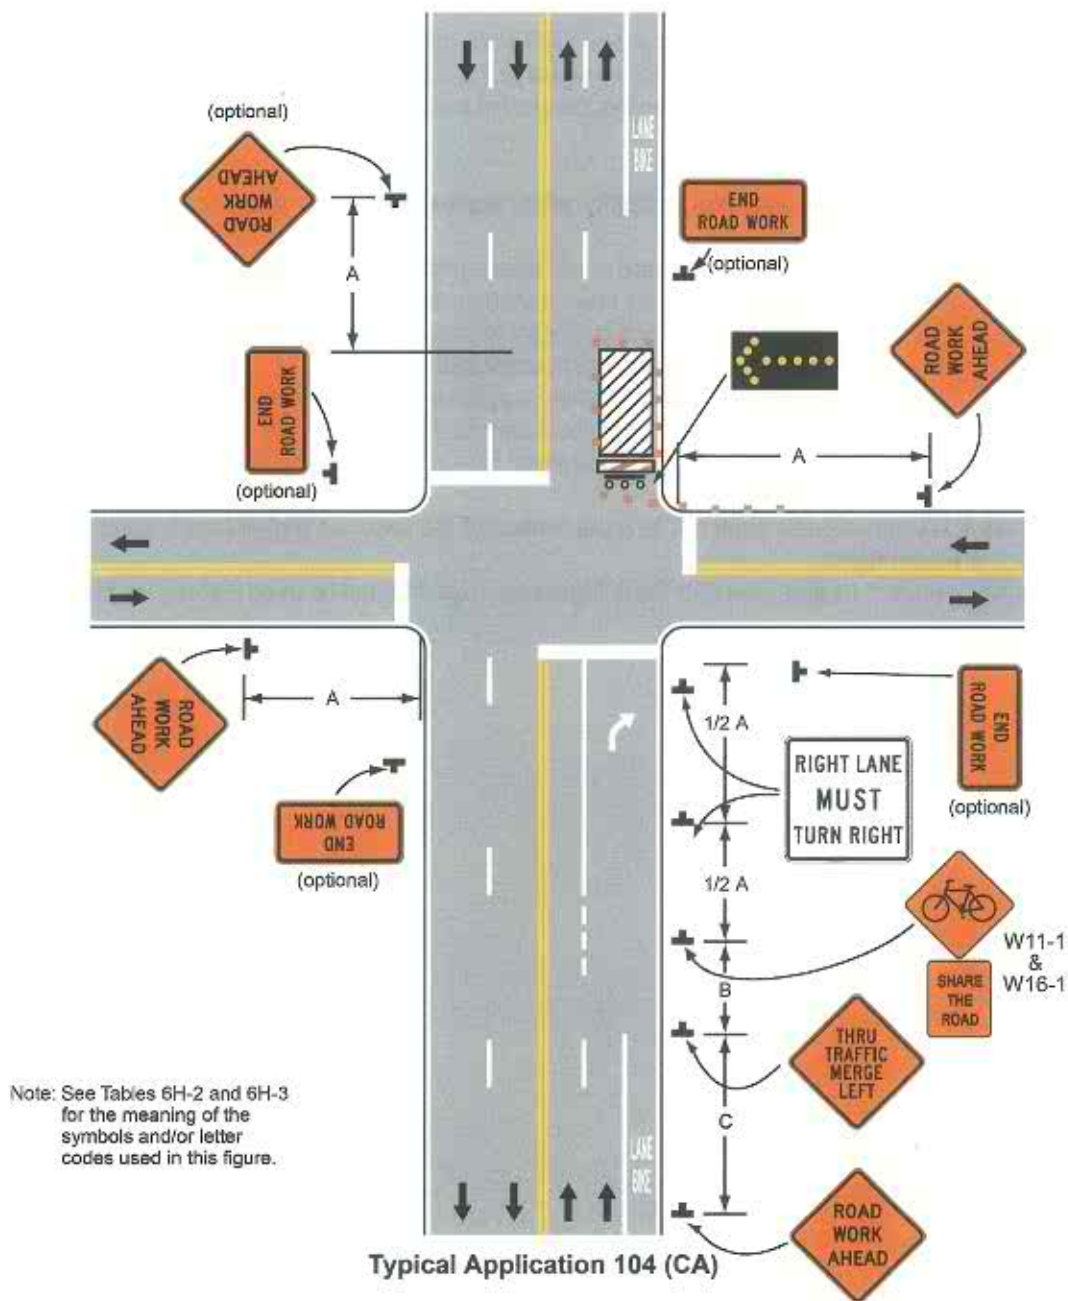 (optional)
ROAD
WORK
AHEAD
A
LANE
BIKE
END
ROAD WORK
(optional)
END
ROAD WORK
(optional)
ROAD
WORK
AHEAD
A
ROAD
WORK
AHEAD
A
END
ROAD WORK
(optional)
1/2 A
RIGHT LANE
MUST
TURN RIGHT
END
ROAD WORK
(optional)
1/2 A
W11-1
&
W16-1
SHARE
THE
ROAD
B
THRU
TRAFFIC
MERGE
LEFT
C
Note: See Tables 6H-2 and 6H-3
for the meaning of the
symbols and/or letter
codes used in this figure.
LANE
BIKE
ROAD
WORK
AHEAD
Typical Application 104 (CA)